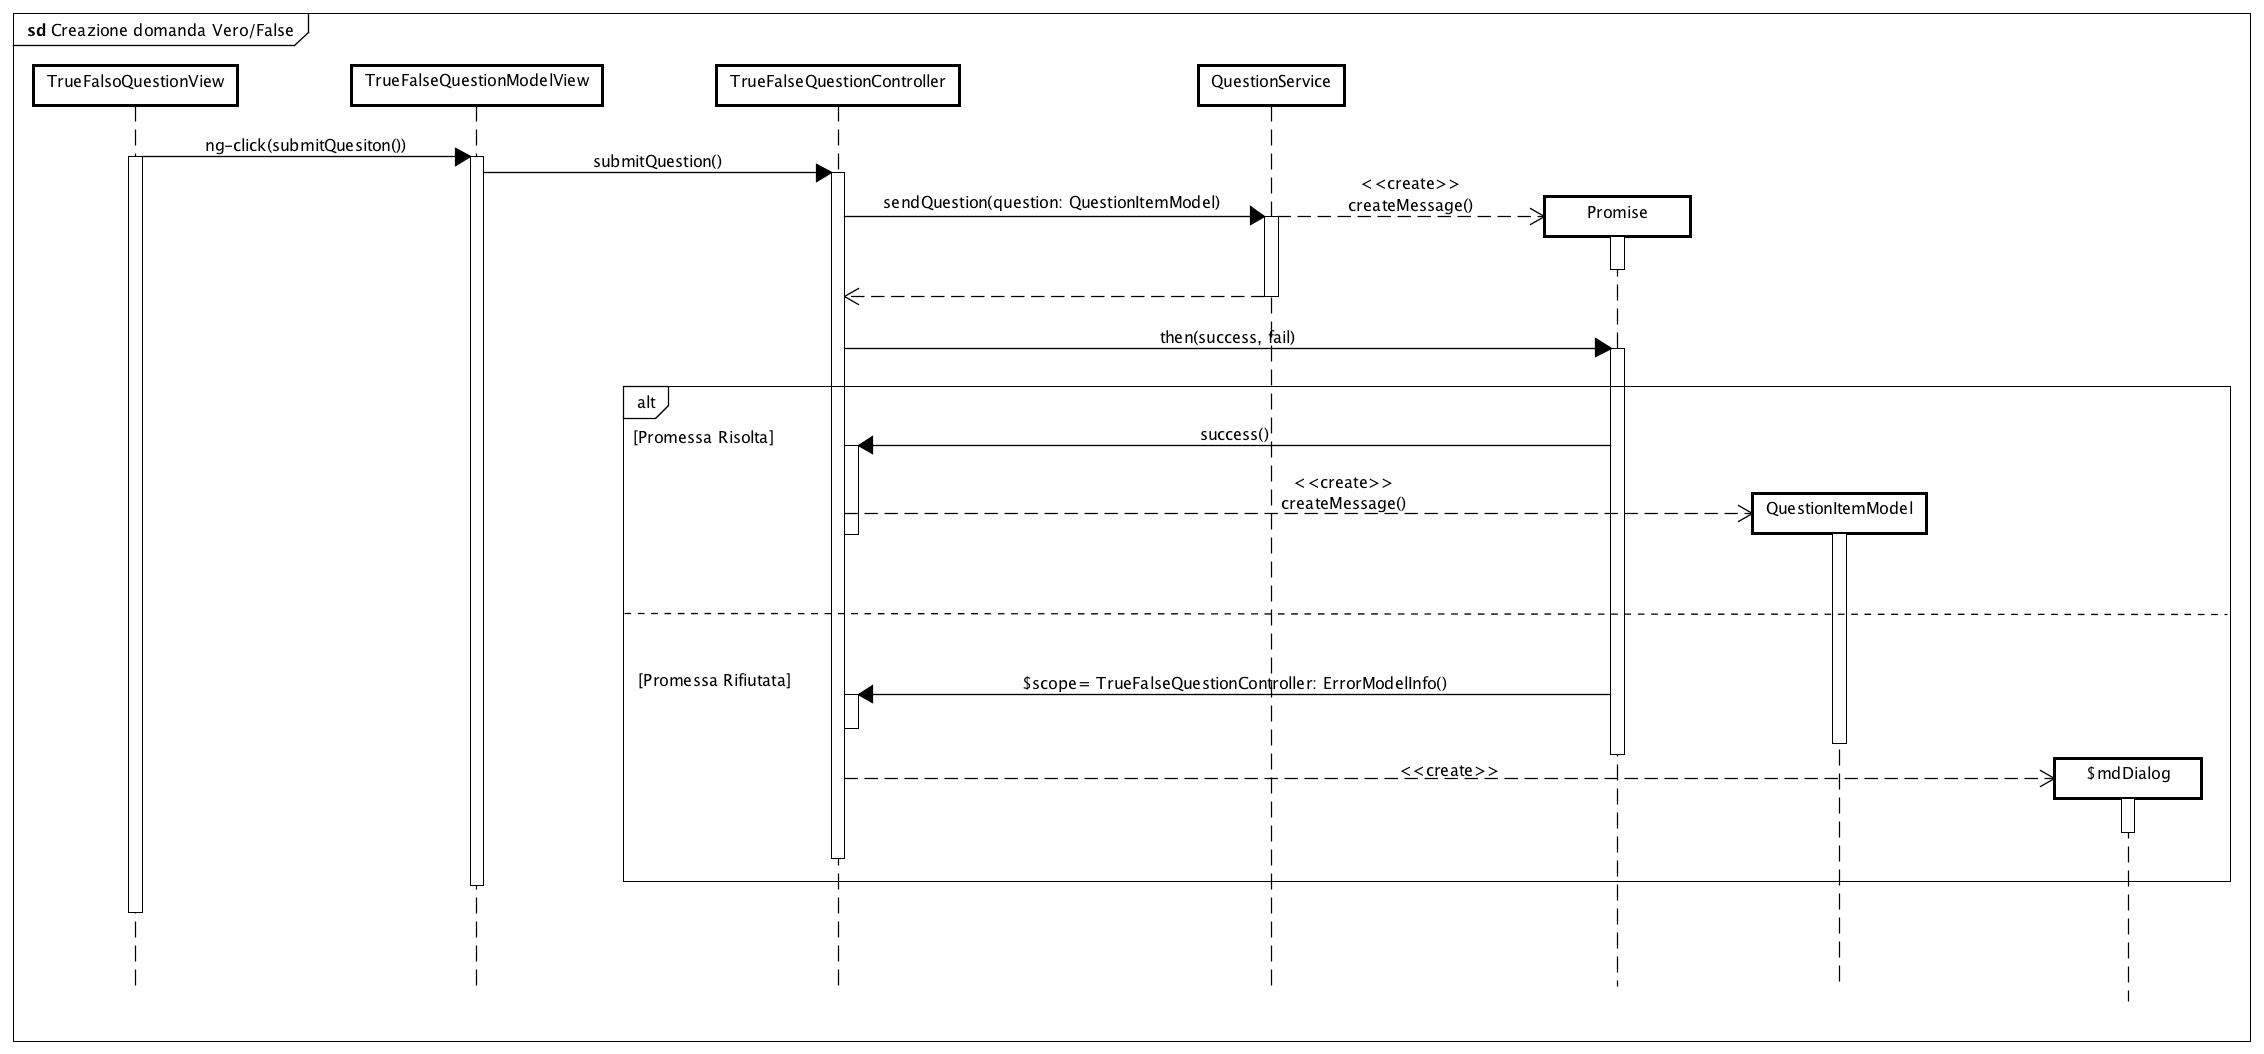 sd Creazione domanda Vero/False
TrueFalsoQuestionView
TrueFalseQuestionModelView
TrueFalseQuestionController
QuestionService
ng-click(submitQuesiton())
submitQuestion()
sendQuestion(question: QuestionItemModel)
<<create>>
createMessage()
Promise
then(success, fail)
alt
[Promessa Risolta]
success()
<<create>>
createMessage()
QuestionItemModel
[Promessa Rifiutata]
$scope= TrueFalseQuestionController: ErrorModelInfo()
<<create>>
$mdDialog